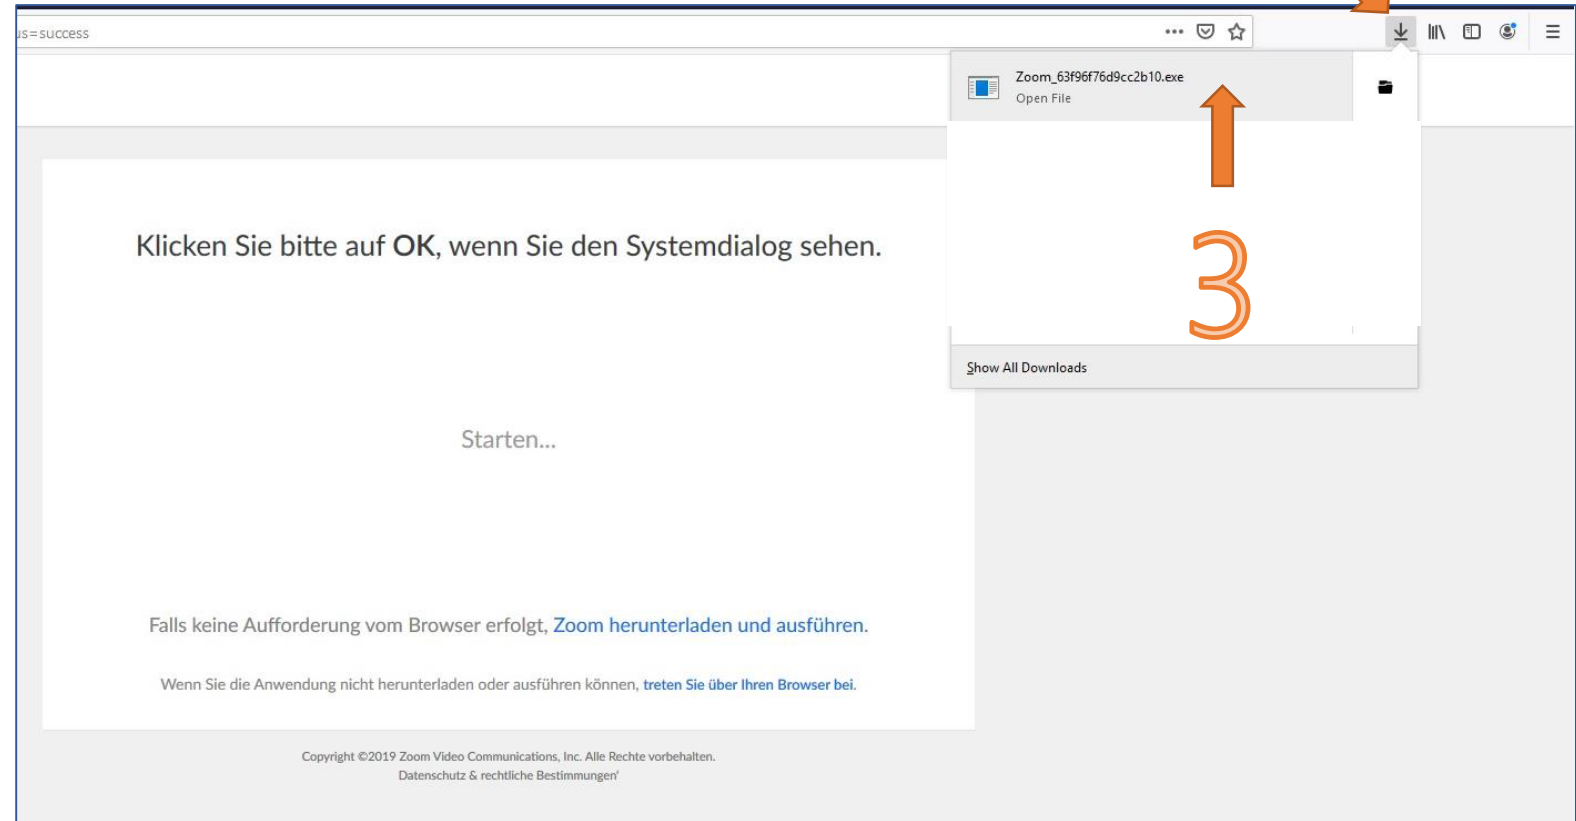 us=success
Zoom_63f96f76d9cc2b10.exe
Open File
3
Show All Downloads
Klicken Sie bitte auf OK, wenn Sie den Systemdialog sehen.
Starten...
Falls keine Aufforderung vom Browser erfolgt, Zoom herunterladen und ausführen.
Wenn Sie die Anwendung nicht herunterladen oder ausführen können, treten Sie über Ihren Browser bei.
Copyright ©2019 Zoom Video Communications, Inc. Alle Rechte vorbehalten.
Datenschutz & rechtliche Bestimmungen'